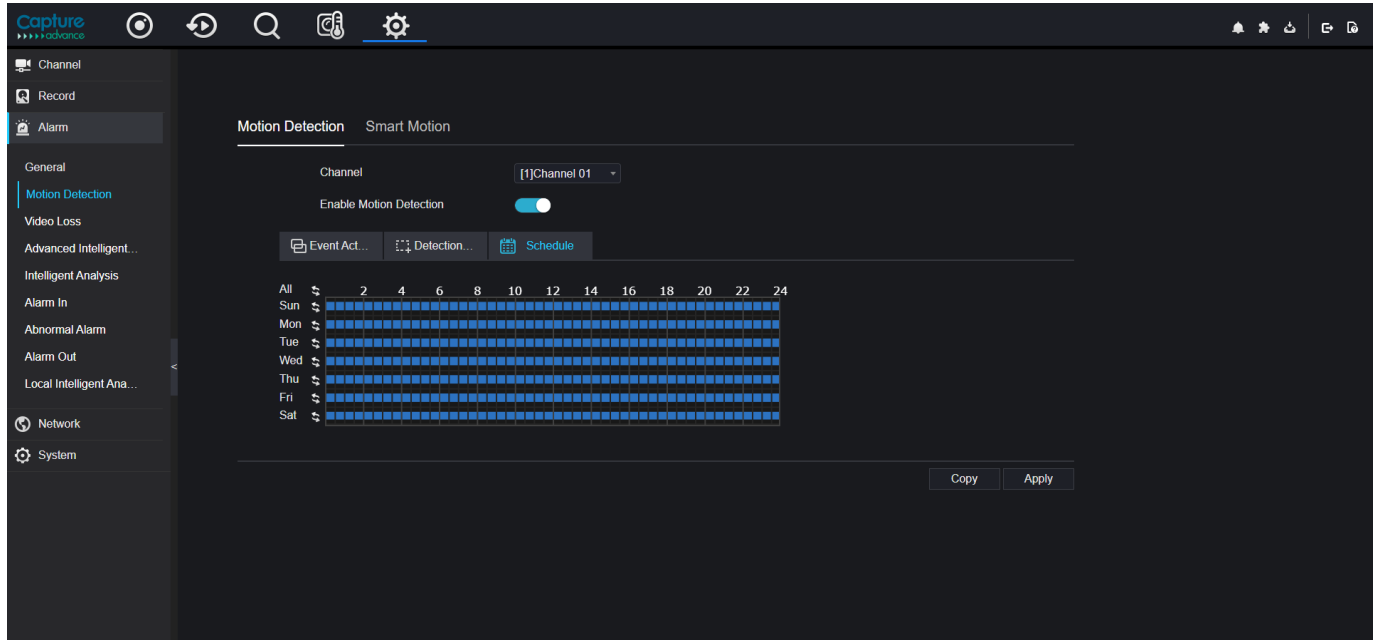 Capture
advance
Channel
Record
Alarm
General
Motion Detection
Video Loss
Advanced Intelligent...
Intelligent Analysis
Alarm In
Abnormal Alarm
Alarm Out
Local Intelligent Ana...
Network
System
<
Motion Detection Smart Motion
Channel [1]Channel 01
Enable Motion Detection
Event Act... Detection... Schedule
All 2 4 6 8 10 12 14 16 18 20 22 24
Sun
Mon
Tue
Wed
Thu
Fri
Sat
Copy Apply